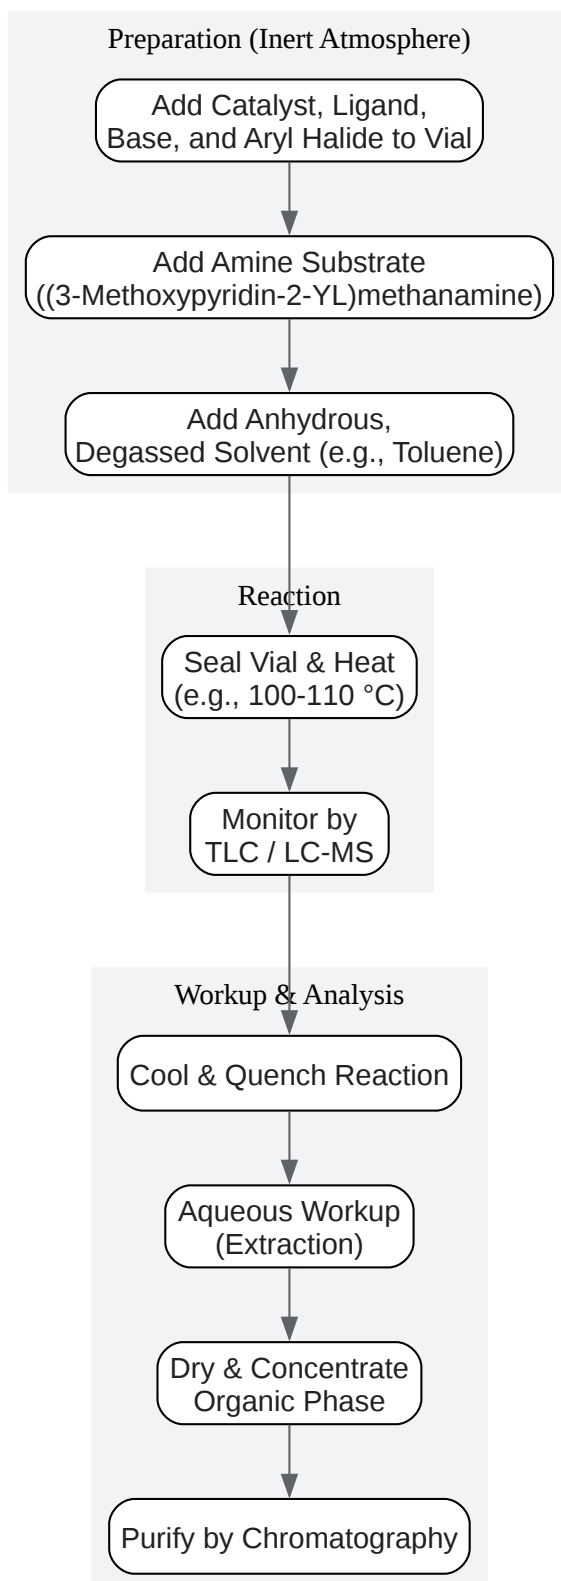 Preparation (Inert Atmosphere)
Add Catalyst, Ligand,
Base, and Aryl Halide to Vial
Add Amine Substrate
((3-Methoxypyridin-2-YL)methanamine)
Add Anhydrous,
Degassed Solvent (e.g., Toluene)
Reaction
Seal Vial & Heat
(e.g., 100-110 °C)
Monitor by
TLC / LC-MS
Workup & Analysis
Cool & Quench Reaction
Aqueous Workup
(Extraction)
Dry & Concentrate
Organic Phase
Purify by Chromatography